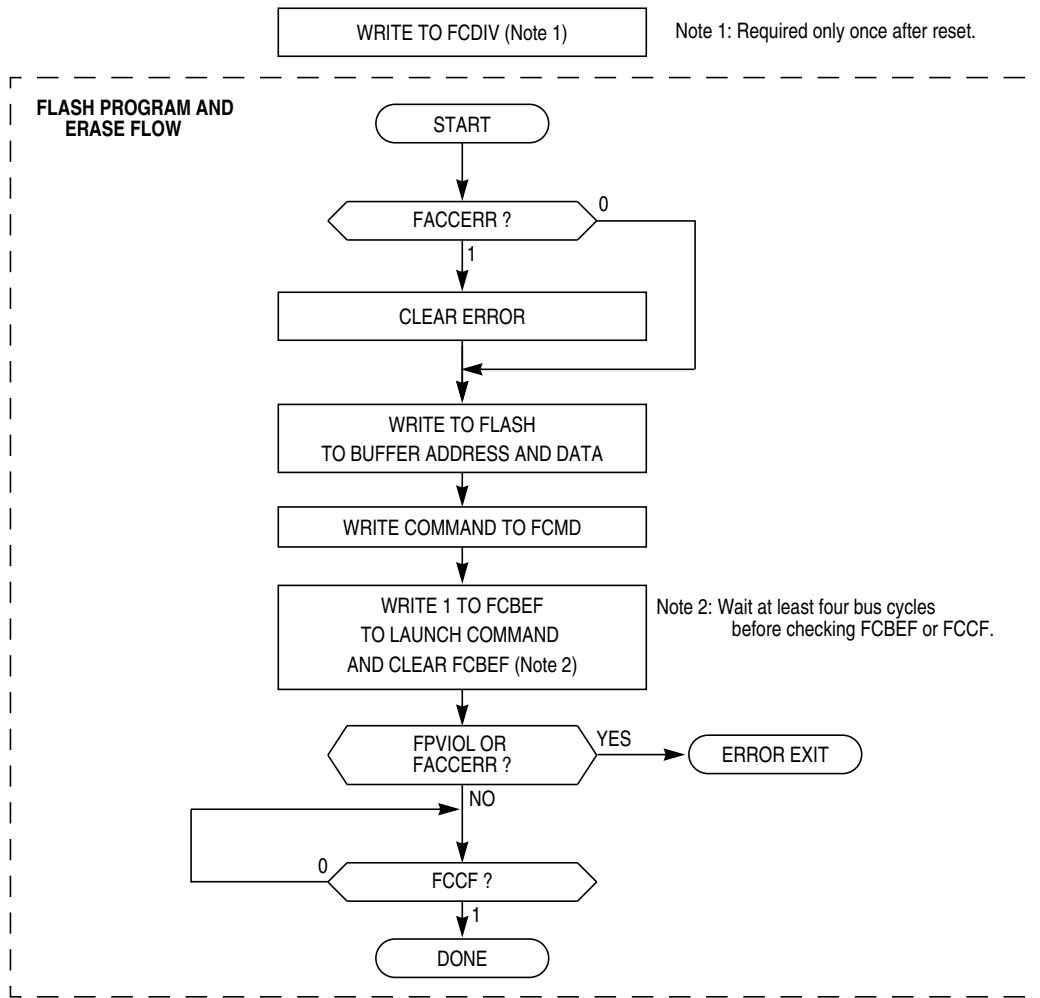 WRITE TO FCDIV (Note 1)
Note 1: Required only once after reset.
FLASH PROGRAM AND
ERASE FLOW
START
FACCERR ?
0
1
CLEAR ERROR
WRITE TO FLASH
TO BUFFER ADDRESS AND DATA
WRITE COMMAND TO FCMD
WRITE 1 TO FCBEF
TO LAUNCH COMMAND
AND CLEAR FCBEF (Note 2)
Note 2: Wait at least four bus cycles
before checking FCBEF or FCCF.
FPVIOL OR
FACCERR ?
YES
ERROR EXIT
NO
0
FCCF ?
1
DONE